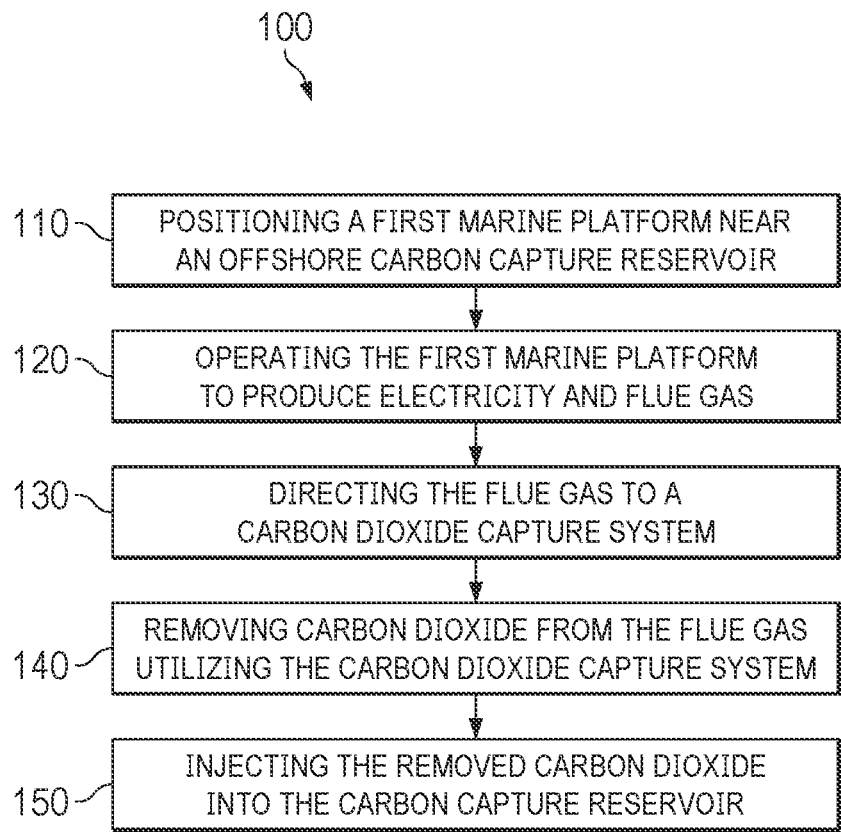 100
110
POSITIONING A FIRST MARINE PLATFORM NEAR
AN OFFSHORE CARBON CAPTURE RESERVOIR
120
OPERATING THE FIRST MARINE PLATFORM
TO PRODUCE ELECTRICITY AND FLUE GAS
130
DIRECTING THE FLUE GAS TO A
CARBON DIOXIDE CAPTURE SYSTEM
140
REMOVING CARBON DIOXIDE FROM THE FLUE GAS
UTILIZING THE CARBON DIOXIDE CAPTURE SYSTEM
150
INJECTING THE REMOVED CARBON DIOXIDE
INTO THE CARBON CAPTURE RESERVOIR